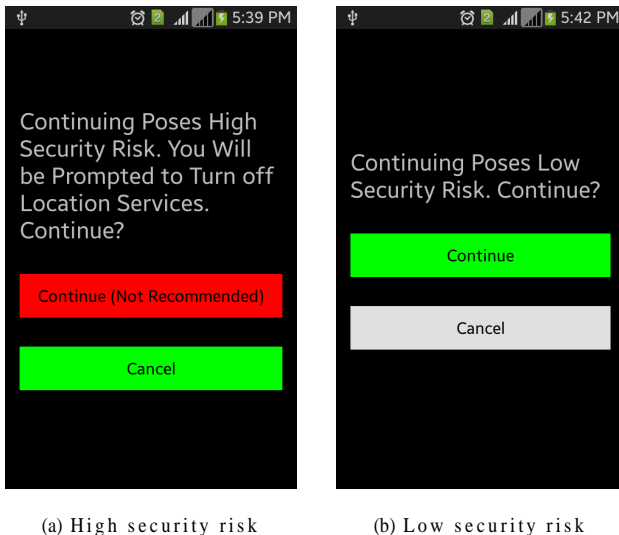 2 5:39 PM
Continuing Poses High
Security Risk. You Will
be Prompted to Turn off
Location Services.
Continue?
Continue (Not Recommended)
Cancel
(a) High security risk
2 5:42 PM
Continuing Poses Low
Security Risk. Continue?
Continue
Cancel
(b) Low security risk